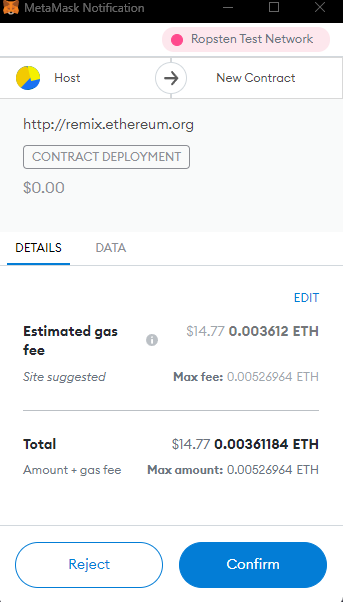 MetaMask Notification
Ropsten Test Network
Host
New Contract
http://remix.ethereum.org
CONTRACT DEPLOYMENT
$0.00
DETAILS DATA
EDIT
Estimated gas fee $14.77 0.003612 ETH
Site suggested Max fee: 0.00526964 ETH
Total $14.77 0.00361184 ETH
Amount + gas fee Max amount: 0.00526964 ETH
Reject Confirm